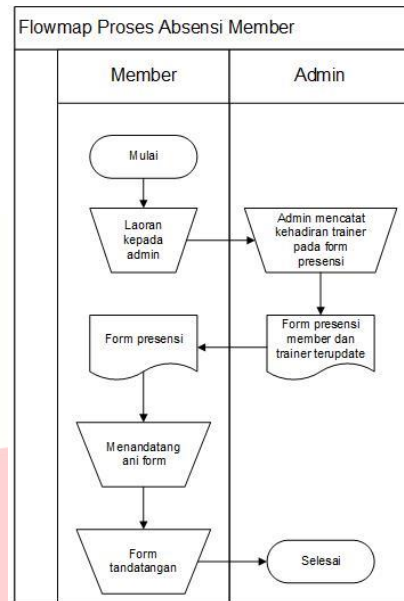 Flowmap Proses Absensi Member
Member
Admin
Mulai
Laoran
kepada
admin
Admin mencatat
kehadiran trainer
pada form
presensi
Form presensi
Form presensi
member dan
trainer terupdate
Menandatang
ani form
Form
tandatangan
Selesai